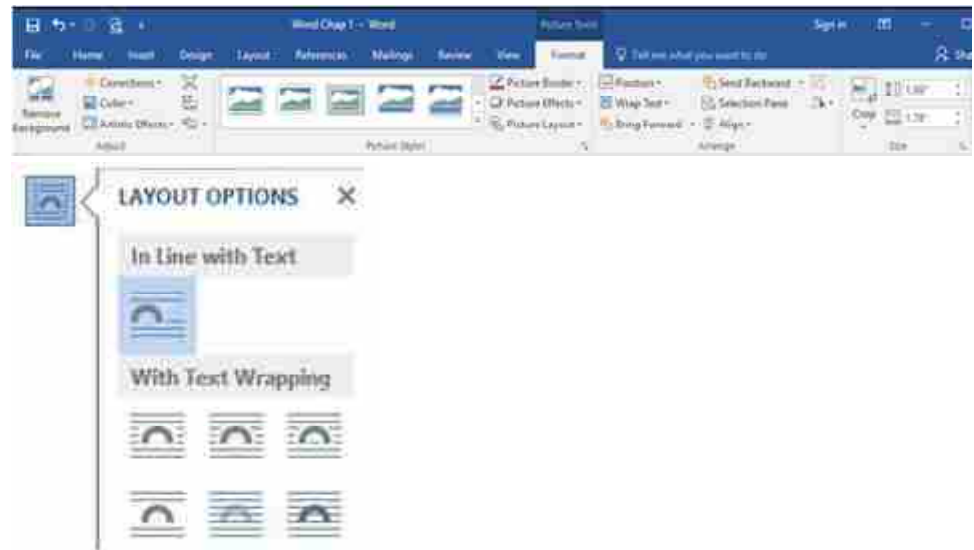 Word Chap 1 - Word Picture Tools Sign in
File Home Insert Design Layout References Mailings Review View Format Tell me what you want to do Sha
Remove Background Corrections Color Artistic Effects Picture Border Picture Effects Picture Layout Position Wrap Text Bring Forward Send Backward Selection Pane Align Crop
Adjust Picture Styles Arrange Size
LAYOUT OPTIONS
In Line with Text
With Text Wrapping